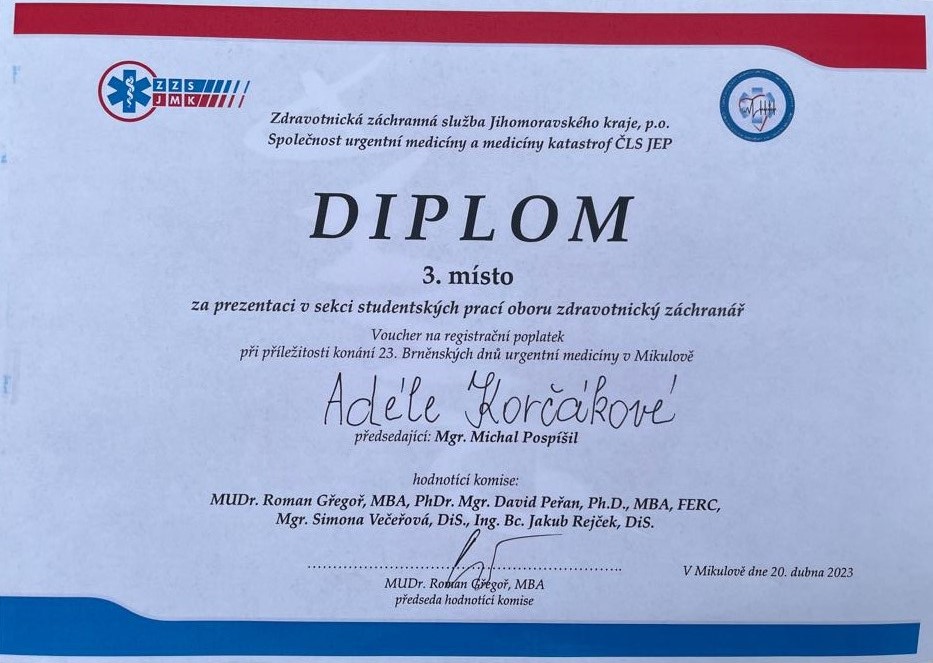 ZZS
JMK
Zdravotnická záchranná služba Jihomoravského kraje, p.o.
Společnost urgentní medicíny a medicíny katastrof ČLS JEP
DIPLOM
3. místo
za prezentaci v sekci studentských prací oboru zdravotnický záchranář
Voucher na registrační poplatek
při příležitosti konání 23. Brněnských dnů urgentní medicíny v Mikulově
Adéle Korčákové
předsedající: Mgr. Michal Pospíšil
hodnotící komise:
MUDr. Roman Gřegoř, MBA, PhDr. Mgr. David Peřan, Ph.D., MBA, FERC,
Mgr. Simona Večeřová, DiS., Ing. Bc. Jakub Rejček, DiS.
V Mikulově dne 20. dubna 2023
MUDr. Roman Gřegoř, MBA
předseda hodnotící komise